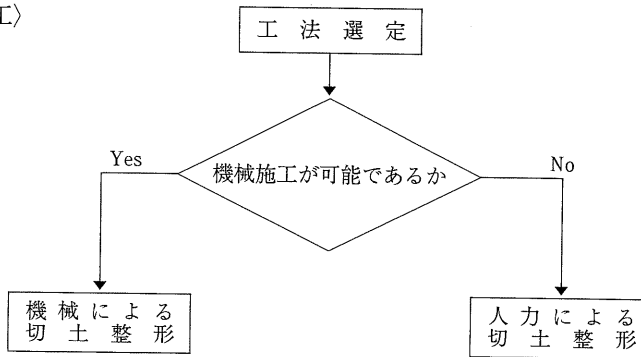 工〉
工法選定
機械施工が可能であるか
Yes
No
機械による
切土整形
人力による
切土整形